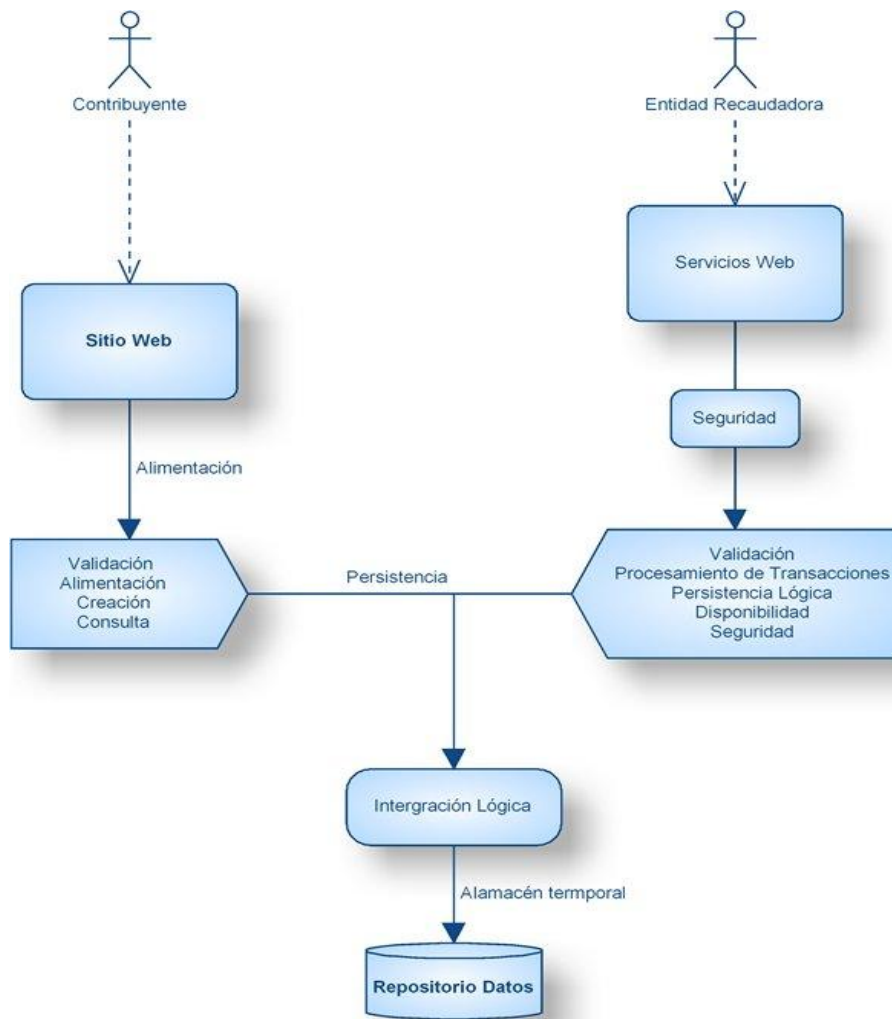 Contribuyente
Entidad Recaudadora
Servicios Web
Sitio Web
Seguridad
Alimentación
Validación
Alimentación
Creación
Consulta
Persistencia
Validación
Procesamiento de Transacciones
Persistencia Lógica
Disponibilidad
Seguridad
Intergración Lógica
Alamacén termporal
Repositorio Datos